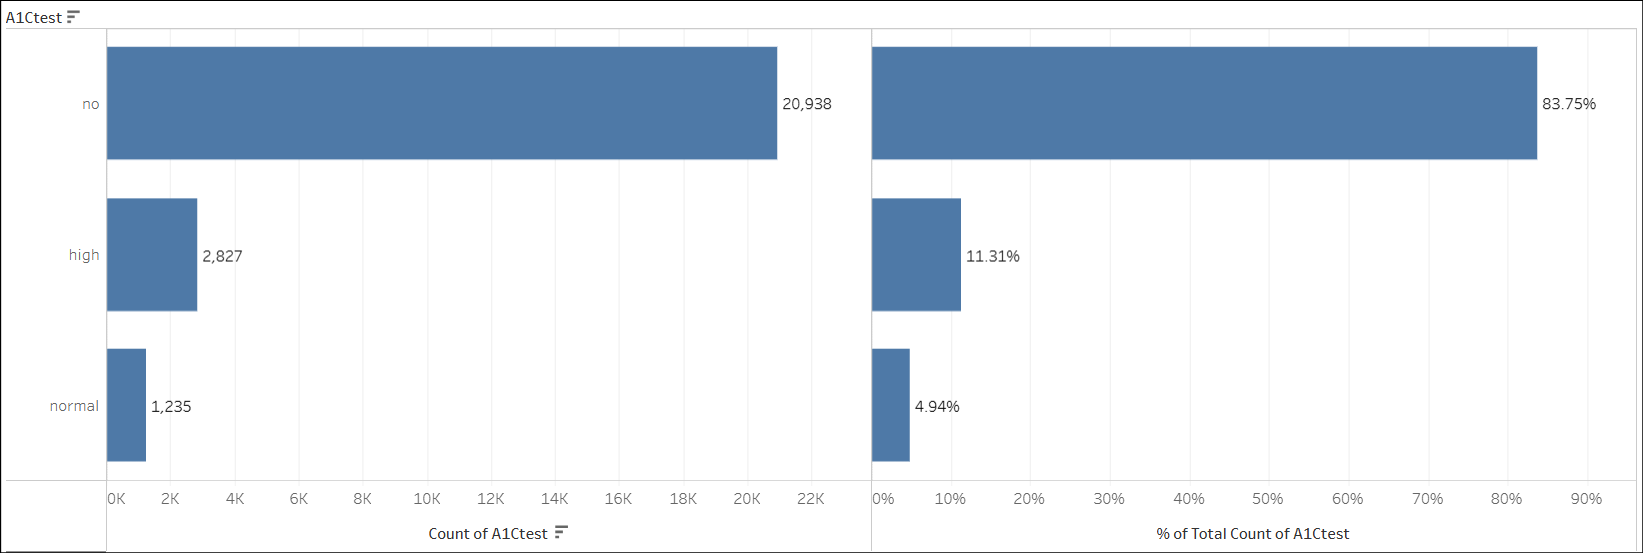 A1Ctest
no
20,938
83.75%
high
2,827
11.31%
normal
1,235
4.94%
0K 2K 4K 6K 8K 10K 12K 14K 16K 18K 20K 22K
0% 10% 20% 30% 40% 50% 60% 70% 80% 90%
Count of A1Ctest
% of Total Count of A1Ctest